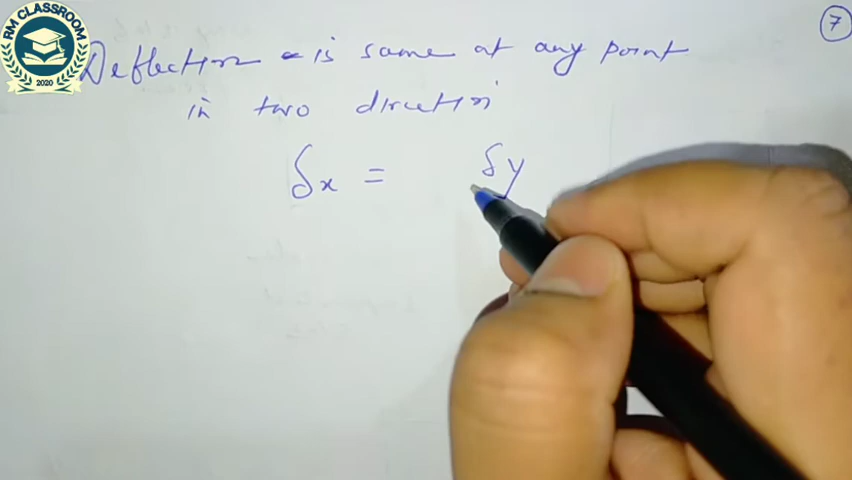 RM CLASSROOM
2020
7
Deflection is same at any point
in two direction
δx = δy